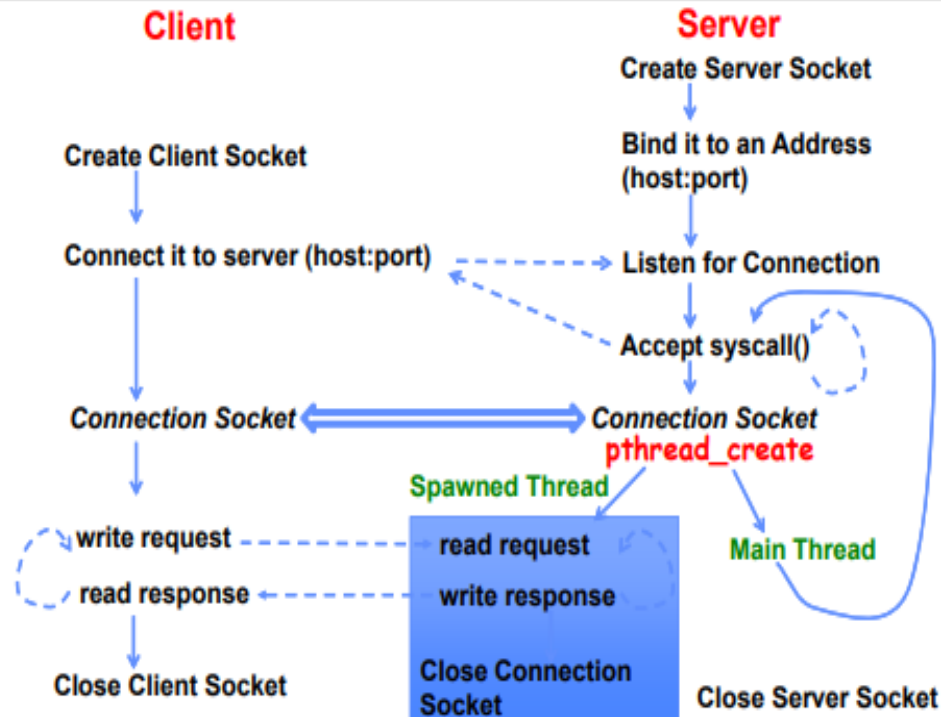 Client
Server
Create Server Socket
Create Client Socket
Bind it to an Address
(host:port)
Connect it to server (host:port)
Listen for Connection
Accept syscall()
Connection Socket
Connection Socket
pthread_create
Spawned Thread
write request
read request
Main Thread
read response
write response
Close Client Socket
Close Connection
Socket
Close Server Socket